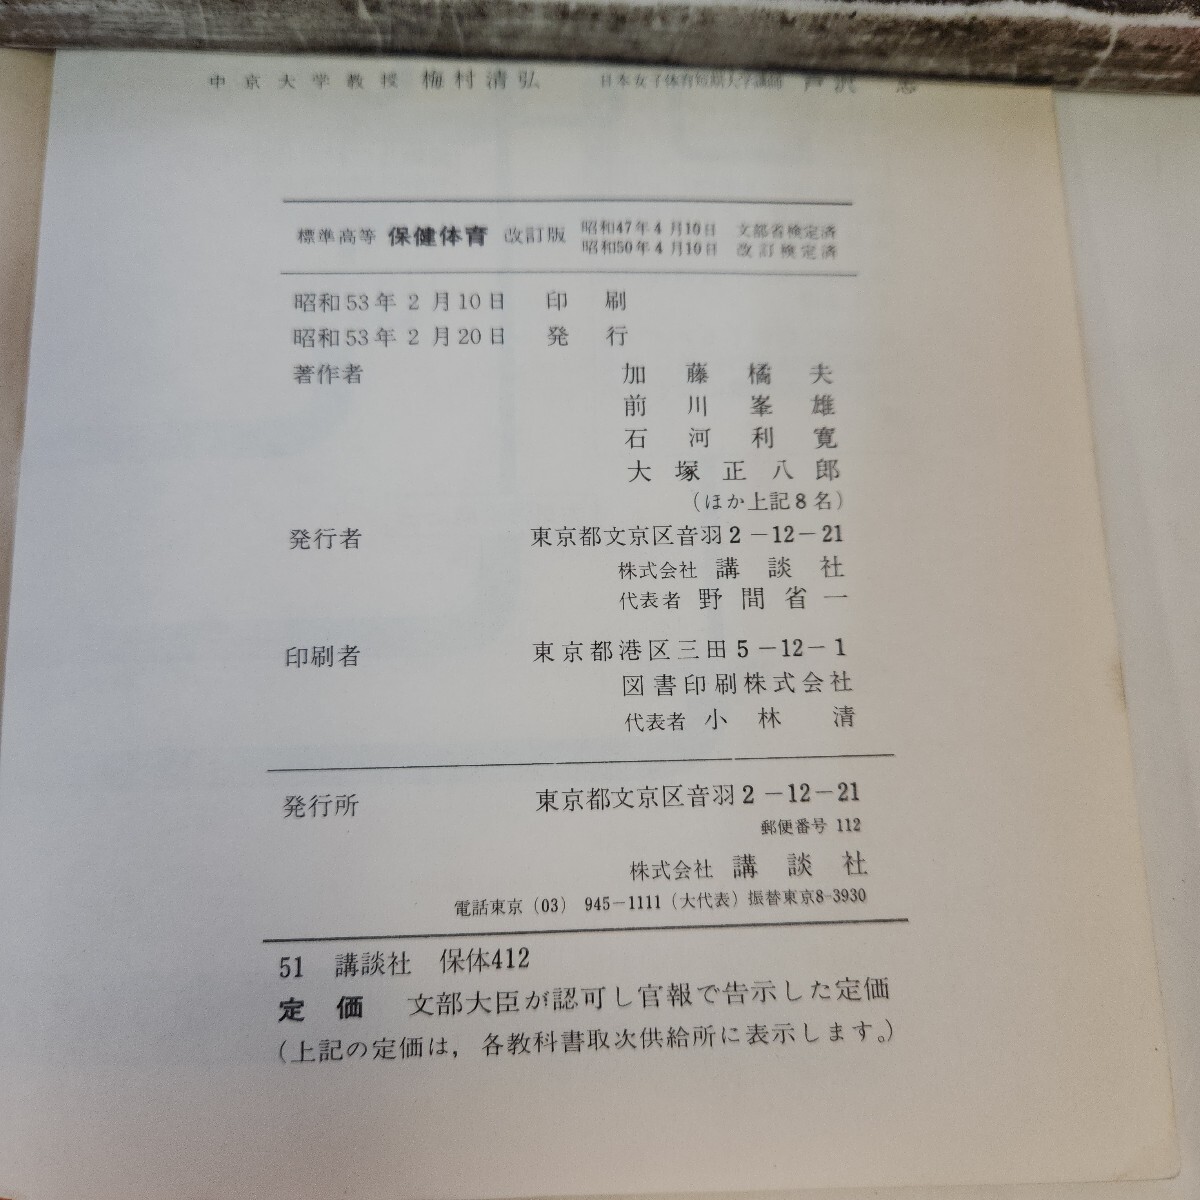 中京大学教授 梅村清弘 日本女子体育短期大学講師 戸沢
標準高等 保健体育 改訂版 昭和47年4月10日 文部省検定済
昭和50年4月10日 改訂検定済
昭和53年2月10日 印刷
昭和53年2月20日 発行
著作者 加藤橘夫
前川峯雄
石河利寛
大塚正八郎
(ほか上記8名)
発行者 東京都文京区音羽2-12-21
株式会社 講談社
代表者 野間省一
印刷者 東京都港区三田5-12-1
図書印刷株式会社
代表者 小林 清
発行所 東京都文京区音羽2-12-21
郵便番号 112
株式会社 講談社
電話東京 (03) 945-1111 (大代表) 振替東京8-3930
51 講談社 保体412
定価 文部大臣が認可し官報で告示した定価
(上記の定価は, 各教科書取次供給所に表示します。)